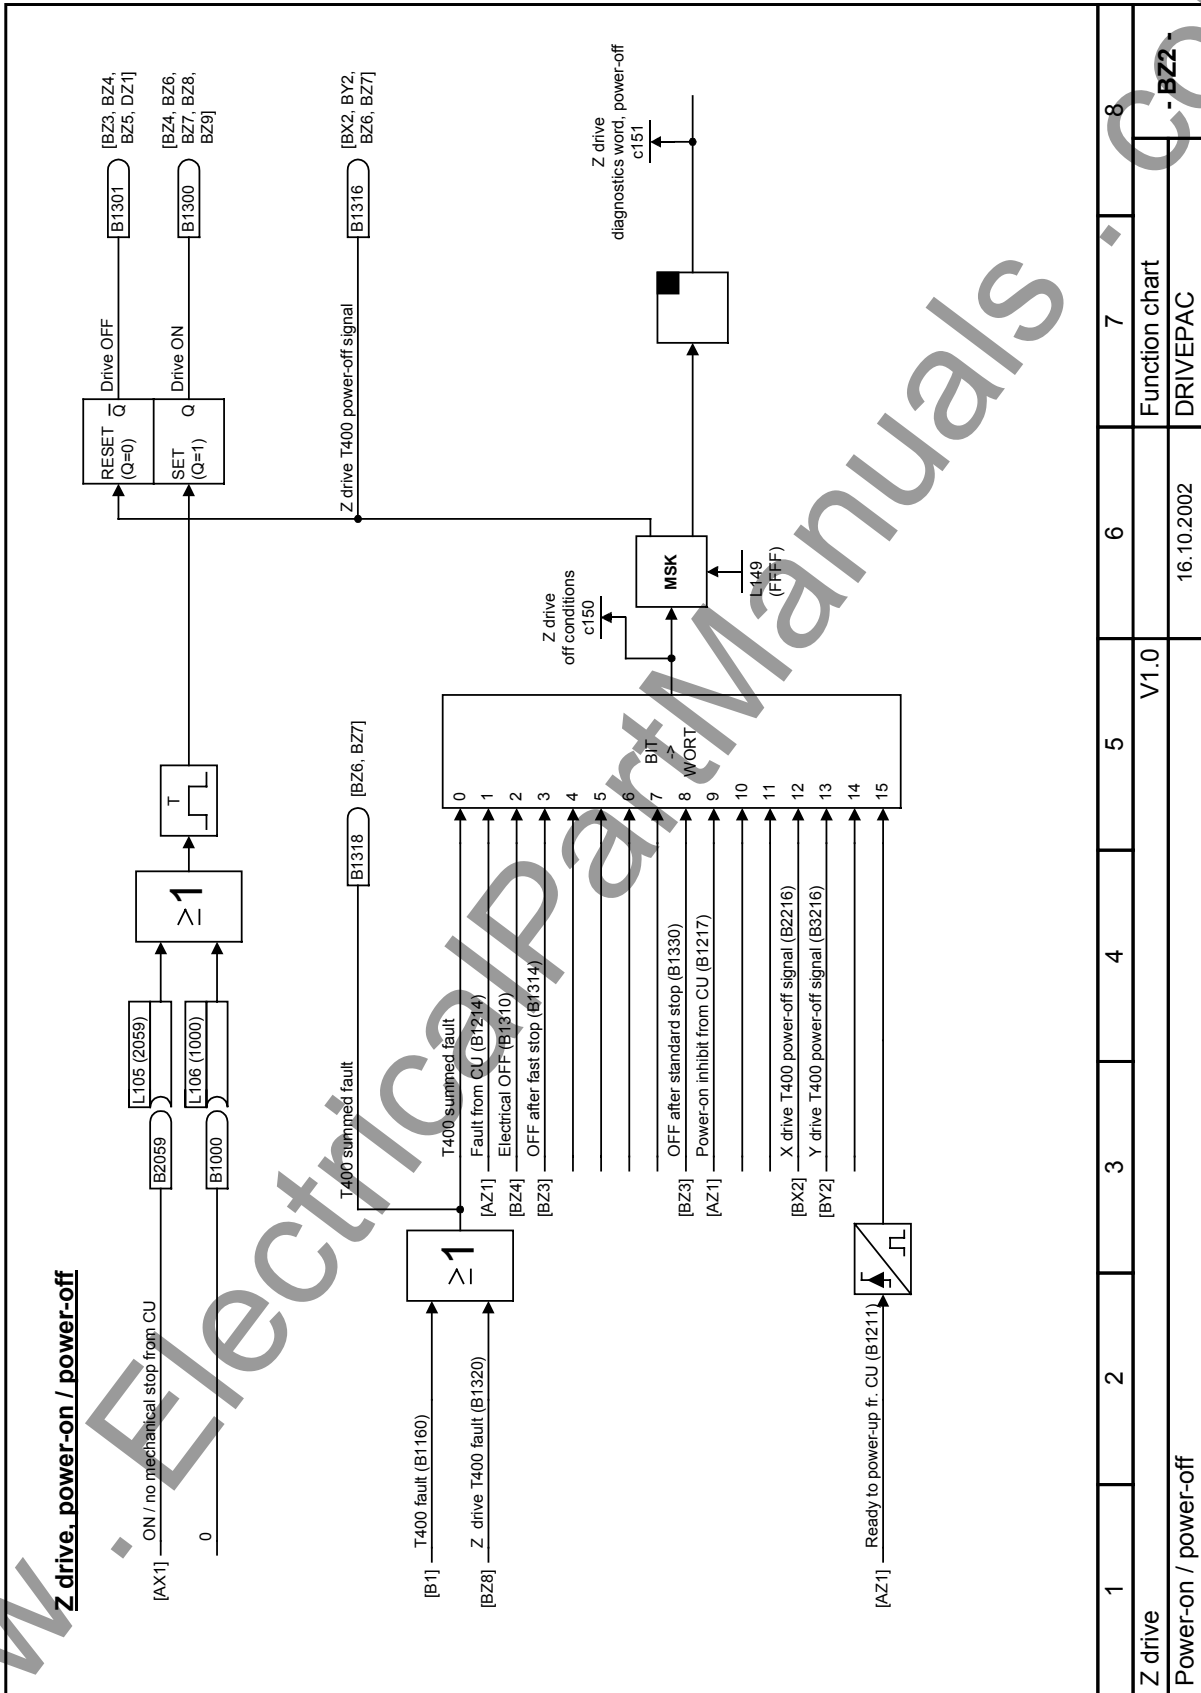 Z drive, power-on / power-off
[AX1]
ON / no mechanical stop from CU
B2059
L105 (2059)
0
B1000
L106 (1000)
≥1
T
RESET
(Q=0)
Q̅
SET
(Q=1)
Q
Drive OFF
B1301
[BZ3, BZ4,
BZ5, DZ1]
Drive ON
B1300
[BZ4, BZ6,
BZ7, BZ8,
BZ9]
Z drive T400 power-off signal
B1316
[BX2, BY2,
BZ6, BZ7]
T400 summed fault
B1318
[BZ6, BZ7]
[B1]
T400 fault (B1160)
[BZ8]
Z drive T400 fault (B1320)
≥1
T400 summed fault
0
[AZ1]
Fault from CU (B1214)
1
[BZ4]
Electrical OFF (B1310)
2
[BZ3]
OFF after fast stop (B1314)
3
4
5
6
7
[BZ3]
OFF after standard stop (B1330)
8
[AZ1]
Power-on inhibit from CU (B1217)
9
10
11
[BX2]
X drive T400 power-off signal (B2216)
12
[BY2]
Y drive T400 power-off signal (B3216)
13
14
15
[AZ1]
Ready to power-up fr. CU (B1211)
BIT
->
WORT
Z drive
off conditions
c150
MSK
L149
(FFFF)
Z drive
diagnostics word, power-off
c151
1 2 3 4 5 6 7 8
Z drive
V1.0
Function chart
- BZ2 -
Power-on / power-off
16.10.2002
DRIVEPAC
w . ElectricalPartManuals . co